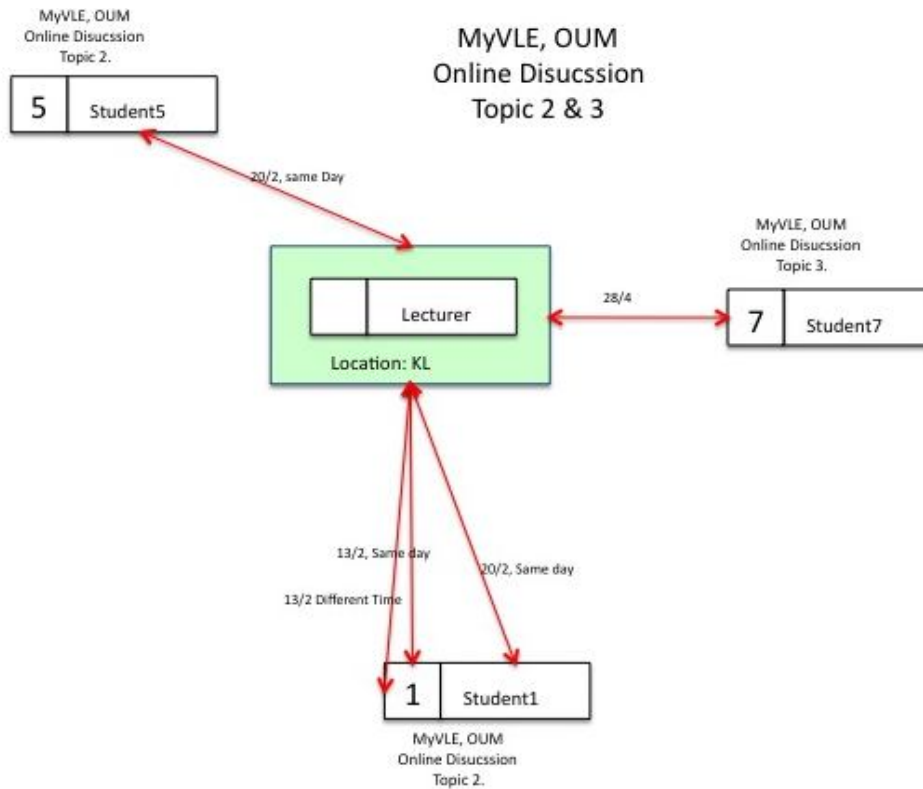 MyVLE, OUM
Online Disucssion
Topic 2.
5 Student5
MyVLE, OUM
Online Disucssion
Topic 2 & 3
20/2, same Day
Lecturer
Location: KL
28/4
MyVLE, OUM
Online Disucssion
Topic 3.
7 Student7
13/2, Same day
20/2, Same day
13/2 Different Time
1 Student1
MyVLE, OUM
Online Disucssion
Topic 2.